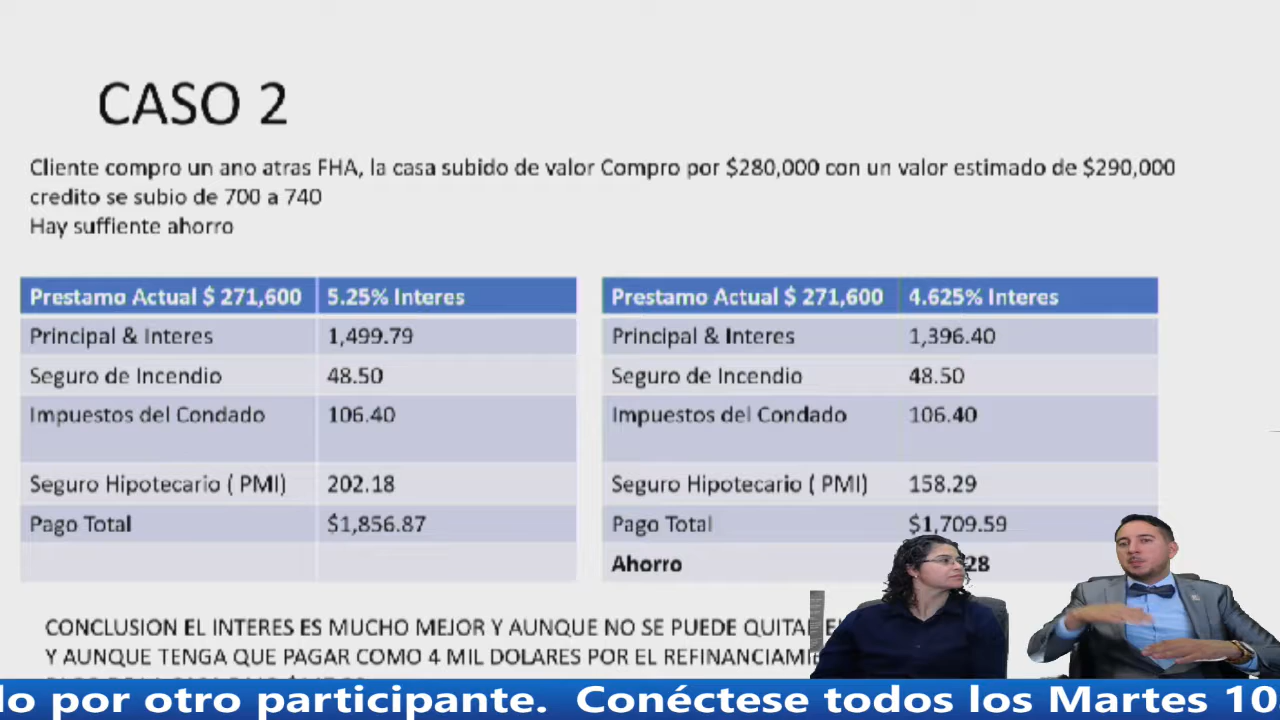 CASO 2
Cliente compro un ano atras FHA, la casa subido de valor Compro por $280,000 con un valor estimado de $290,000
credito se subio de 700 a 740
Hay suffiente ahorro
Prestamo Actual $ 271,600 5.25% Interes
Principal & Interes 1,499.79
Seguro de Incendio 48.50
Impuestos del Condado 106.40
Seguro Hipotecario ( PMI) 202.18
Pago Total $1,856.87
Prestamo Actual $ 271,600 4.625% Interes
Principal & Interes 1,396.40
Seguro de Incendio 48.50
Impuestos del Condado 106.40
Seguro Hipotecario ( PMI) 158.29
Pago Total $1,709.59
Ahorro 28
CONCLUSION EL INTERES ES MUCHO MEJOR Y AUNQUE NO SE PUEDE QUITAR
Y AUNQUE TENGA QUE PAGAR COMO 4 MIL DOLARES POR EL
do por otro participante. Conéctese todos los Martes 10